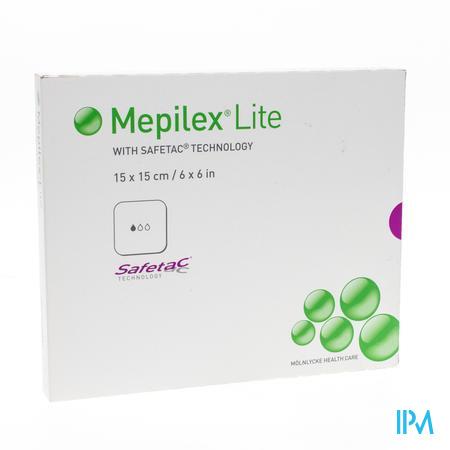 Mepilex® Lite
WITH SAFETAC® TECHNOLOGY
15 x 15 cm / 6 x 6 in
Safetac
TECHNOLOGY
MÖLNLYCKE HEALTH CARE
IPM